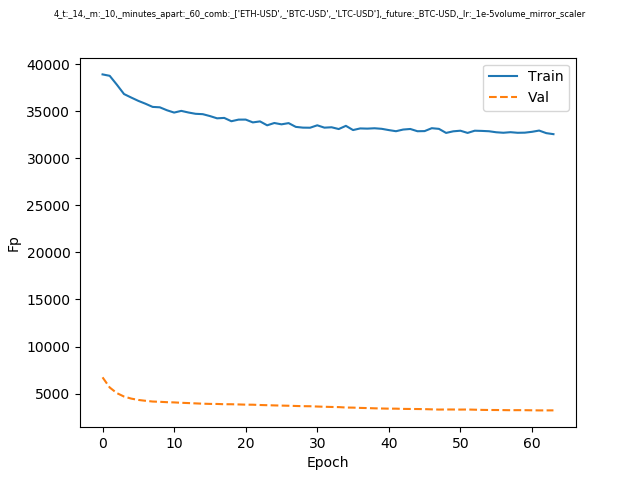 4_t:_14,_m:_10,_minutes_apart:_60_comb:_['ETH-USD',_'BTC-USD',_'LTC-USD'],_future:_BTC-USD,_lr:_1e-5volume_mirror_scaler
Train
Val
40000
35000
30000
25000
20000
15000
10000
5000
Fp
0 10 20 30 40 50 60
Epoch